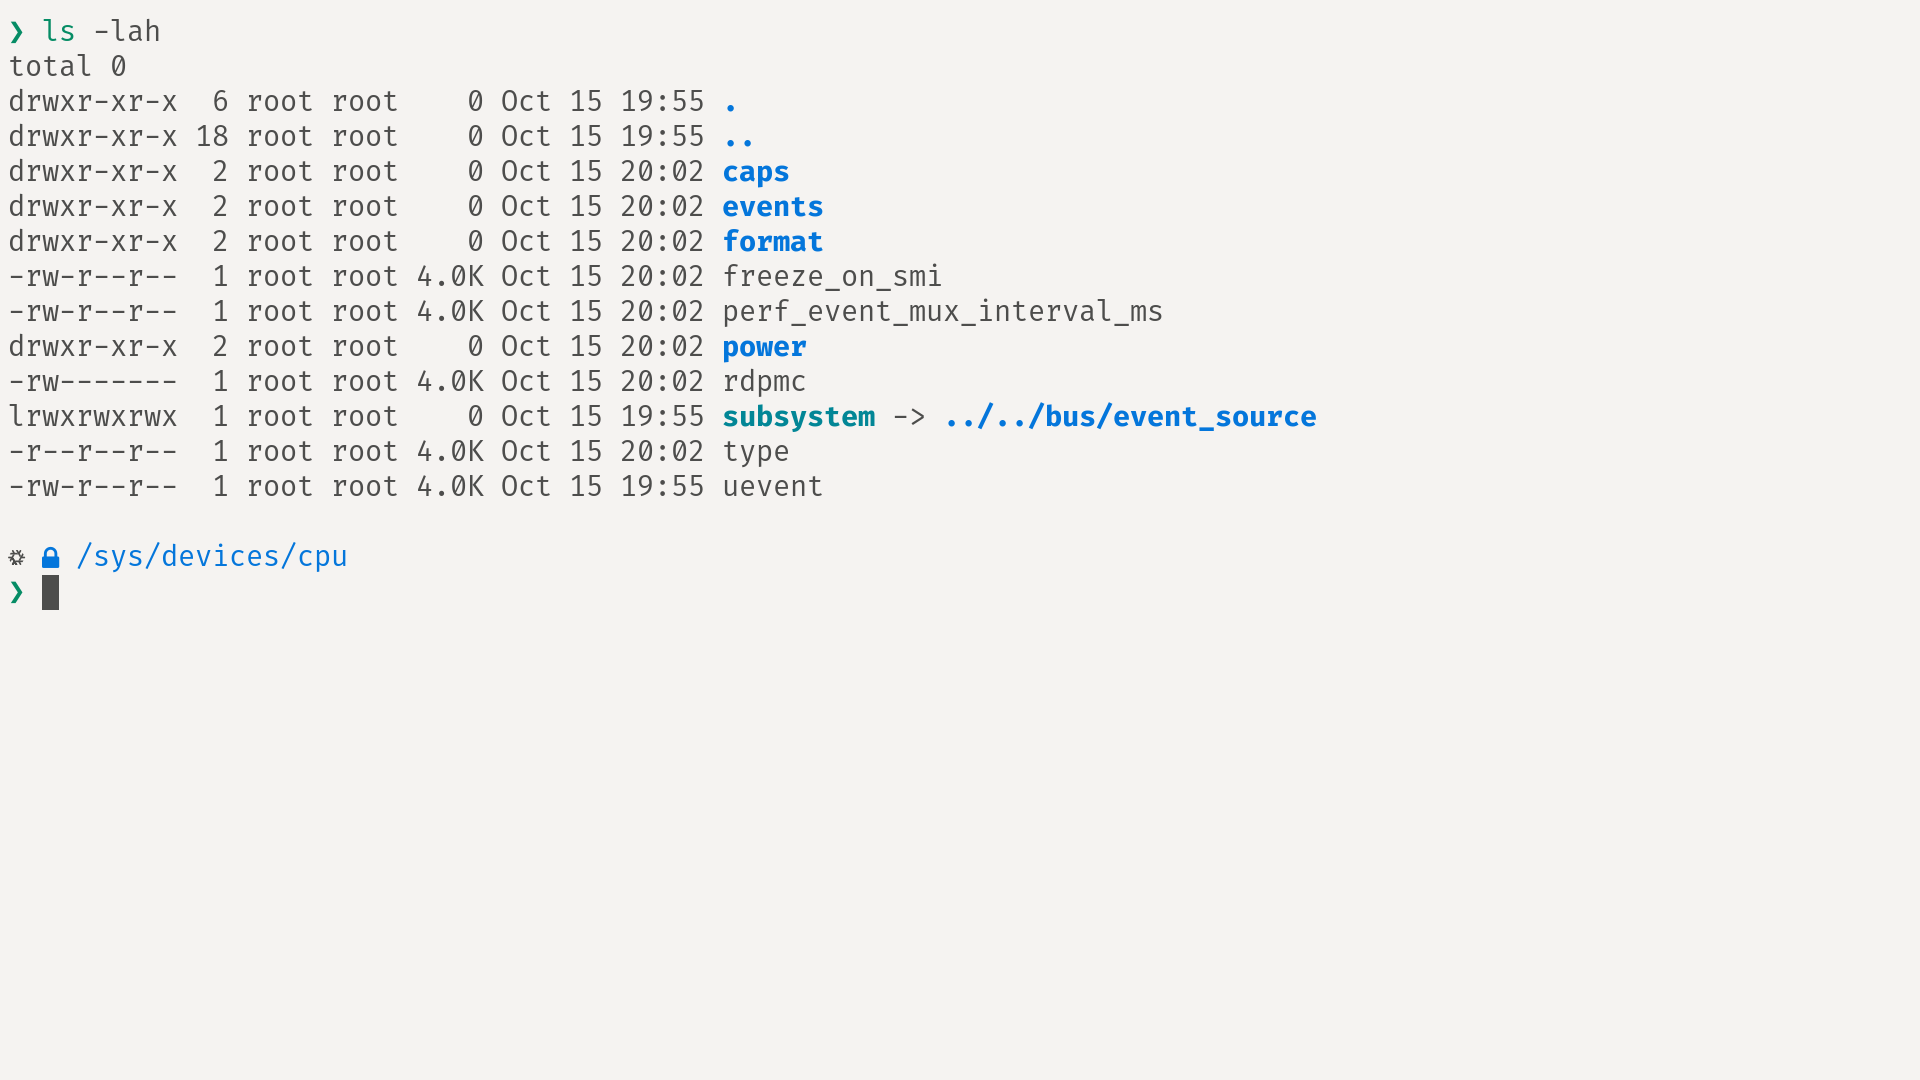 ❯ ls -lah
total 0
drwxr-xr-x  6 root root    0 Oct 15 19:55 .
drwxr-xr-x 18 root root    0 Oct 15 19:55 ..
drwxr-xr-x  2 root root    0 Oct 15 20:02 caps
drwxr-xr-x  2 root root    0 Oct 15 20:02 events
drwxr-xr-x  2 root root    0 Oct 15 20:02 format
-rw-r--r--  1 root root 4.0K Oct 15 20:02 freeze_on_smi
-rw-r--r--  1 root root 4.0K Oct 15 20:02 perf_event_mux_interval_ms
drwxr-xr-x  2 root root    0 Oct 15 20:02 power
-rw-------  1 root root 4.0K Oct 15 20:02 rdpmc
lrwxrwxrwx  1 root root    0 Oct 15 19:55 subsystem -> ../../bus/event_source
-r--r--r--  1 root root 4.0K Oct 15 20:02 type
-rw-r--r--  1 root root 4.0K Oct 15 19:55 uevent
/sys/devices/cpu
❯